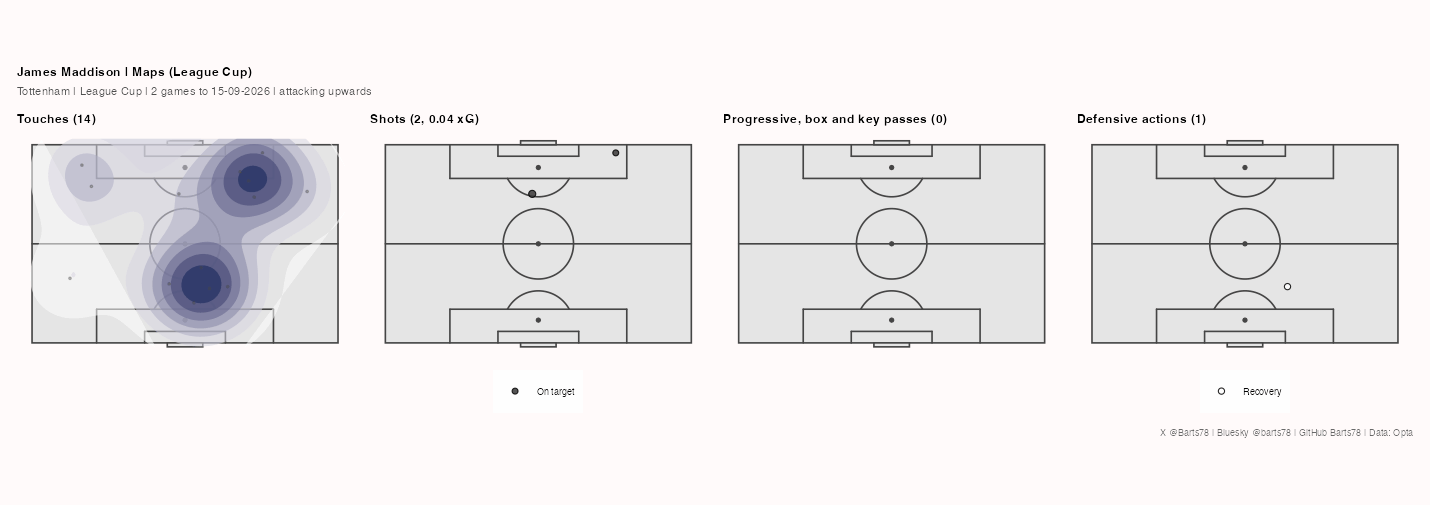 James Maddison | Maps (League Cup)
Tottenham | League Cup | 2 games to 15-09-2026 | attacking upwards
Touches (14)
Shots (2, 0.04 xG)
Progressive, box and key passes (0)
Defensive actions (1)
On target
Recovery
X @Barts78 | Bluesky @barts78 | GitHub Barts78 | Data: Opta